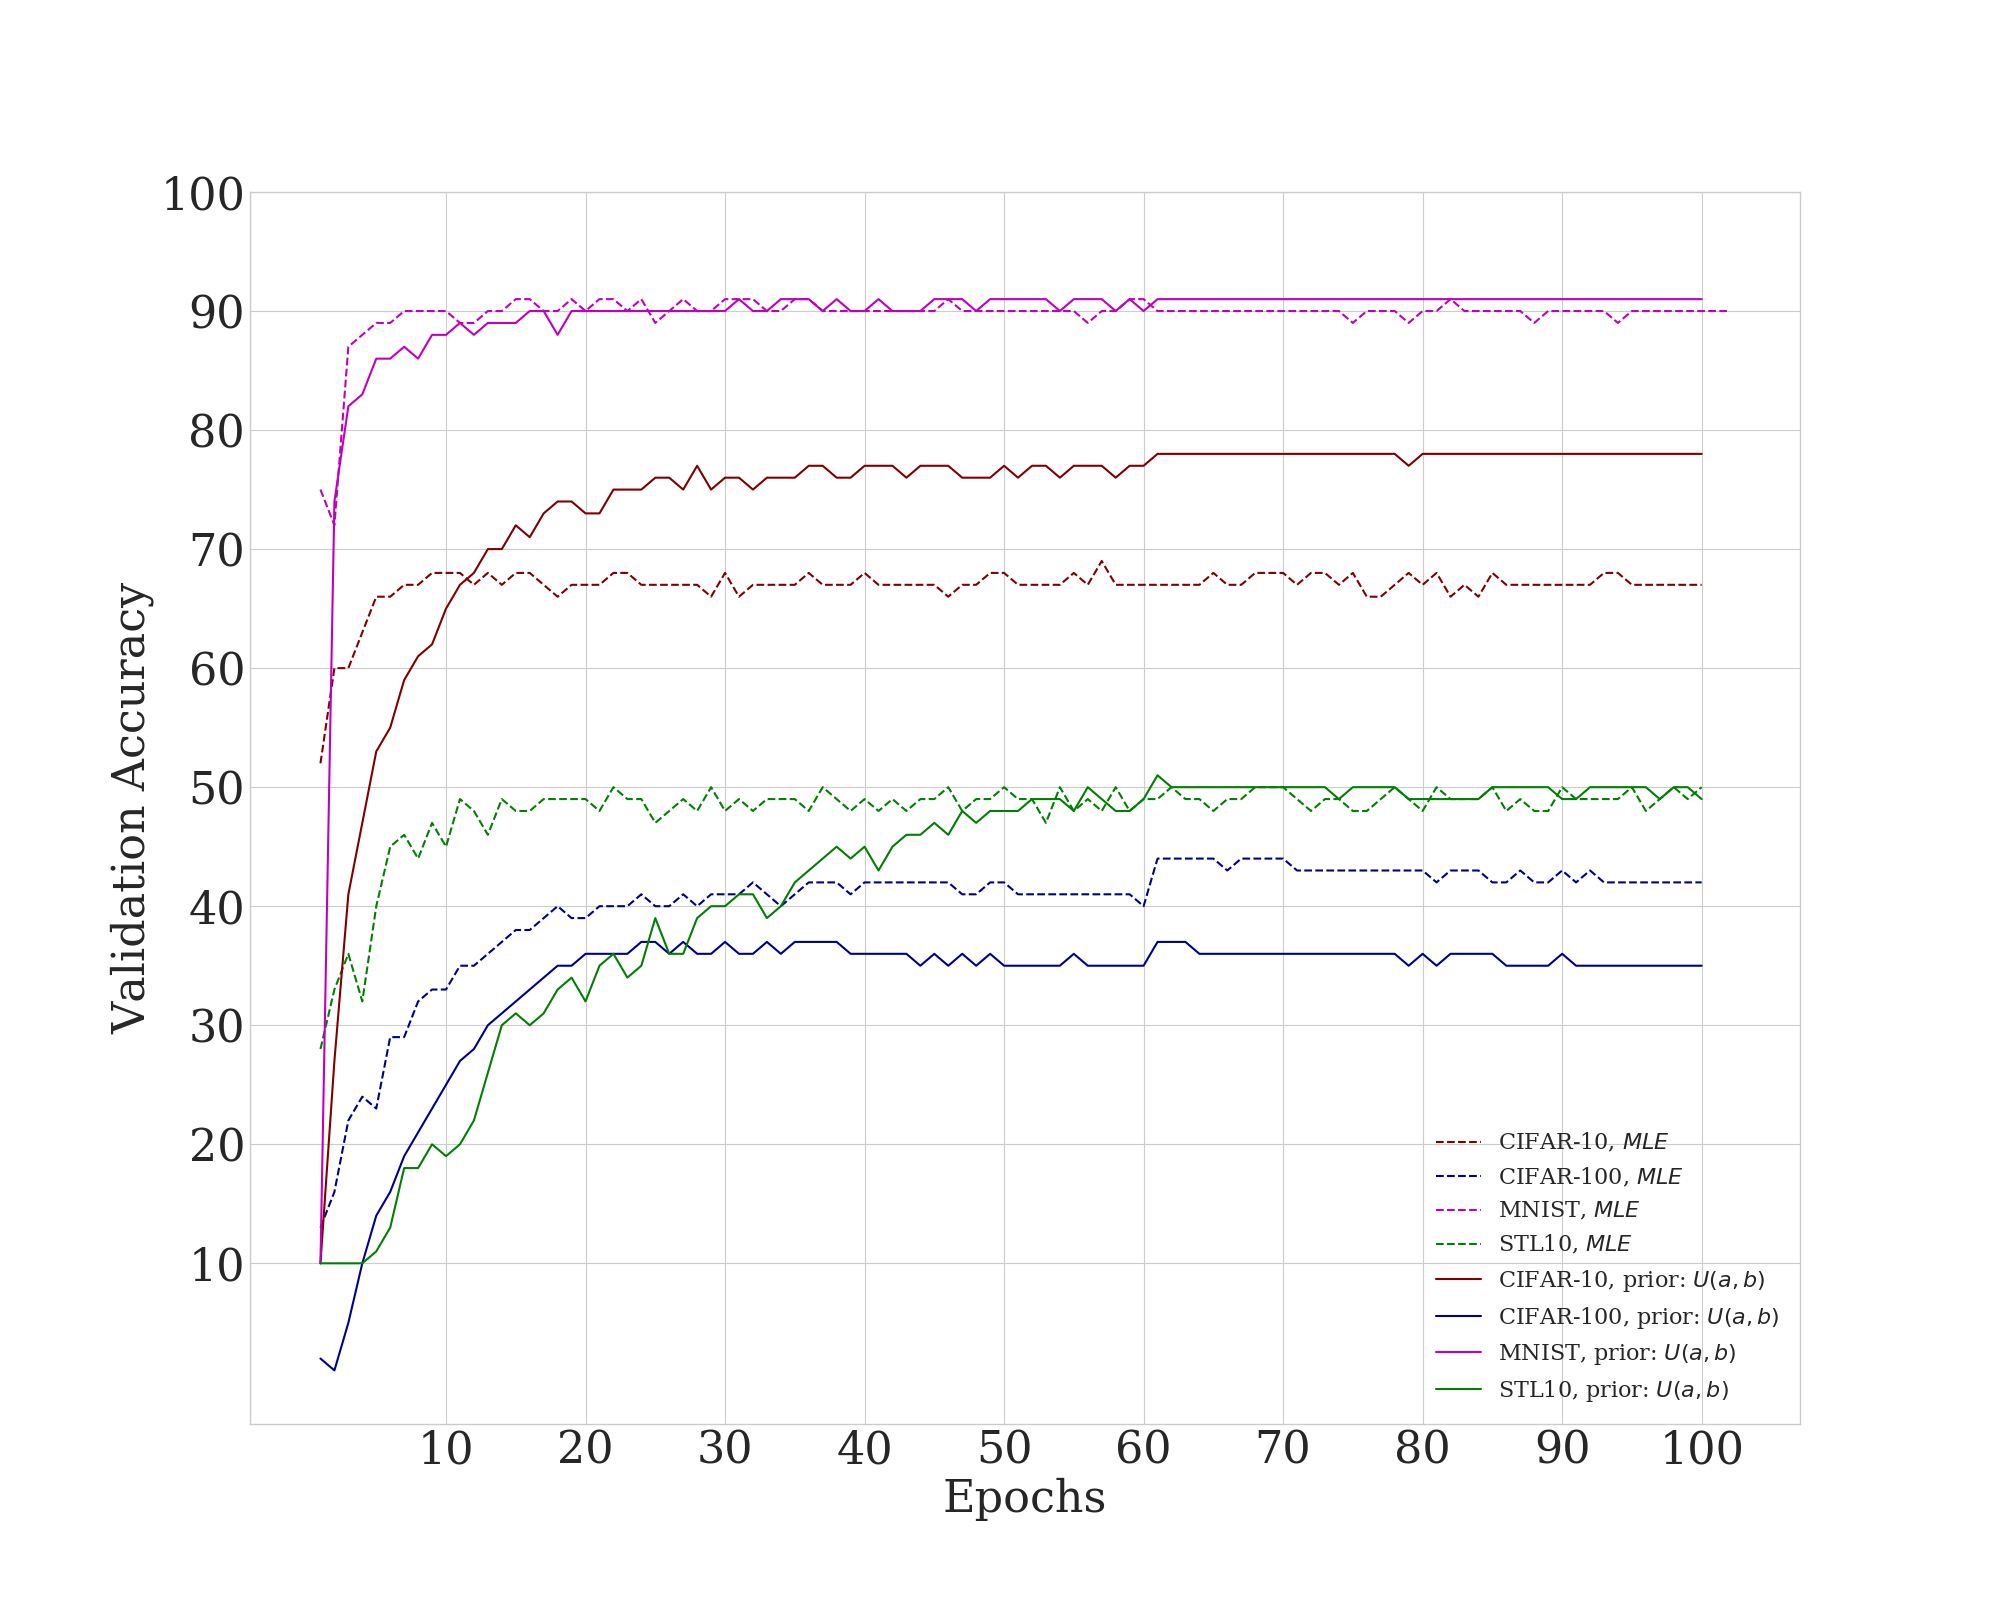 100
90
80
70
60
50
40
30
20
10
Validation Accuracy
CIFAR-10, MLE
CIFAR-100, MLE
MNIST, MLE
STL10, MLE
CIFAR-10, prior: U(a, b)
CIFAR-100, prior: U(a, b)
MNIST, prior: U(a, b)
STL10, prior: U(a, b)
10 20 30 40 50 60 70 80 90 100
Epochs